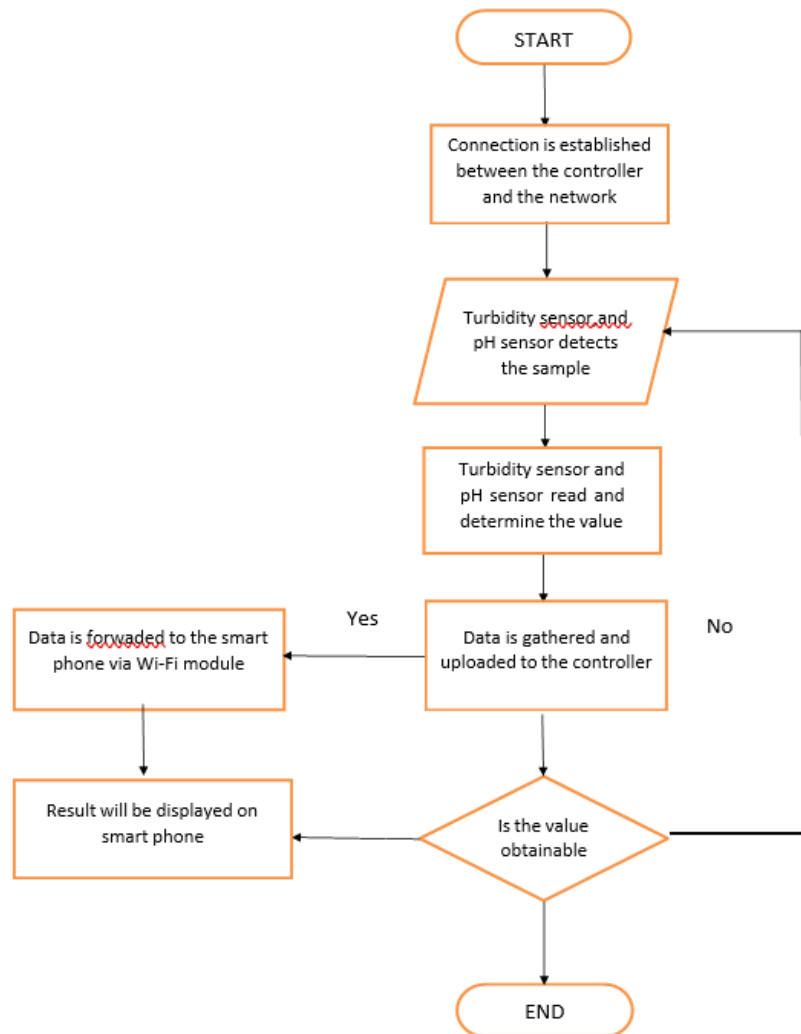 START
Connection is established
between the controller
and the network
Turbidity sensor,and
pH sensor detects
the sample
Turbidity sensor and
pH sensor read and
determine the value
Yes
No
Data is forwaded to the smart
phone via Wi-Fi module
Data is gathered and
uploaded to the controller
Result will be displayed on
smart phone
Is the value
obtainable
END